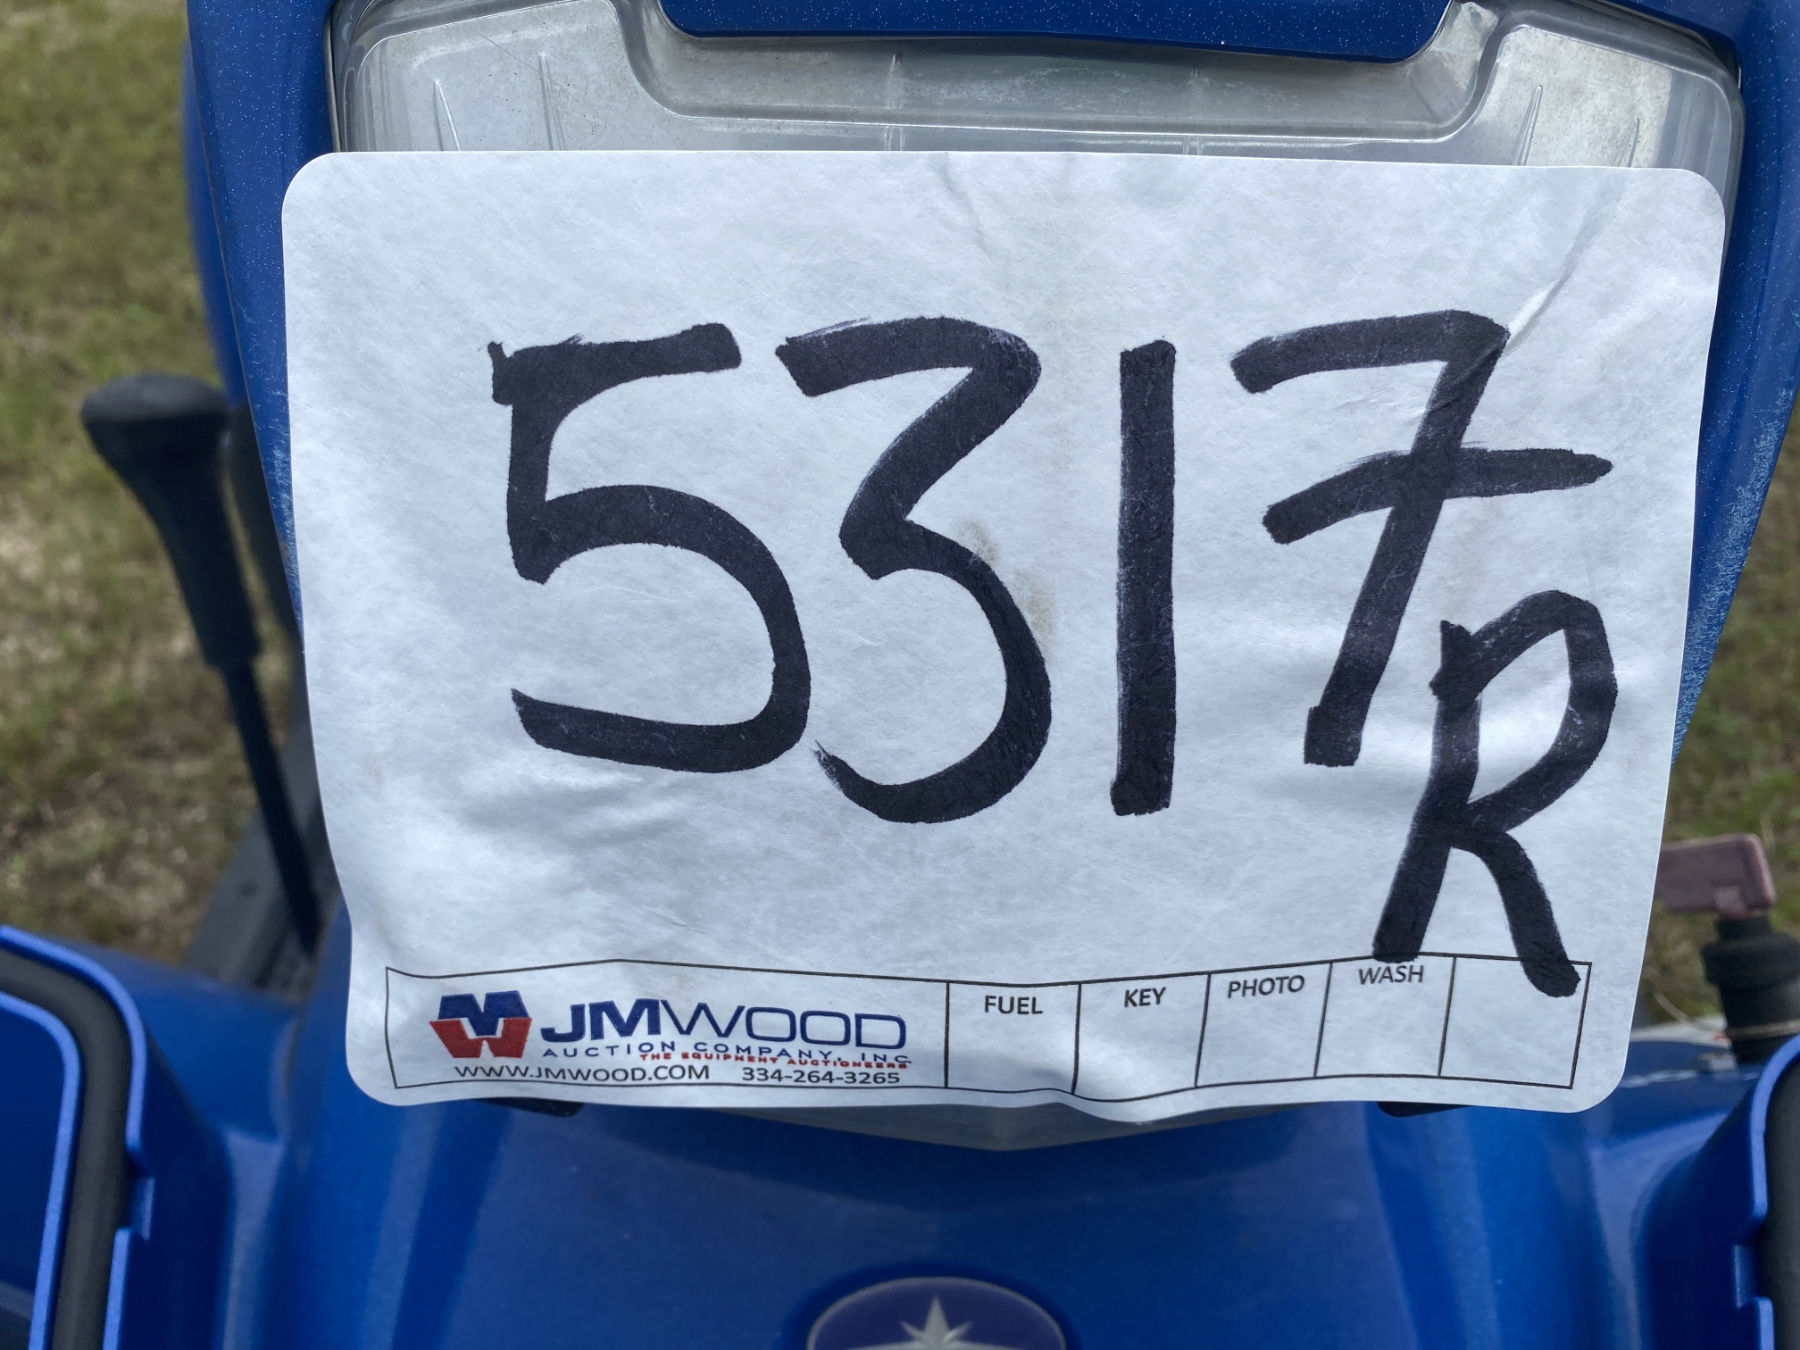 5317
R
JMWOOD
AUCTION COMPANY, INC.
THE EQUIPMENT AUCTIONEERS
WWW.JMWOOD.COM 334-264-3265
FUEL KEY PHOTO WASH